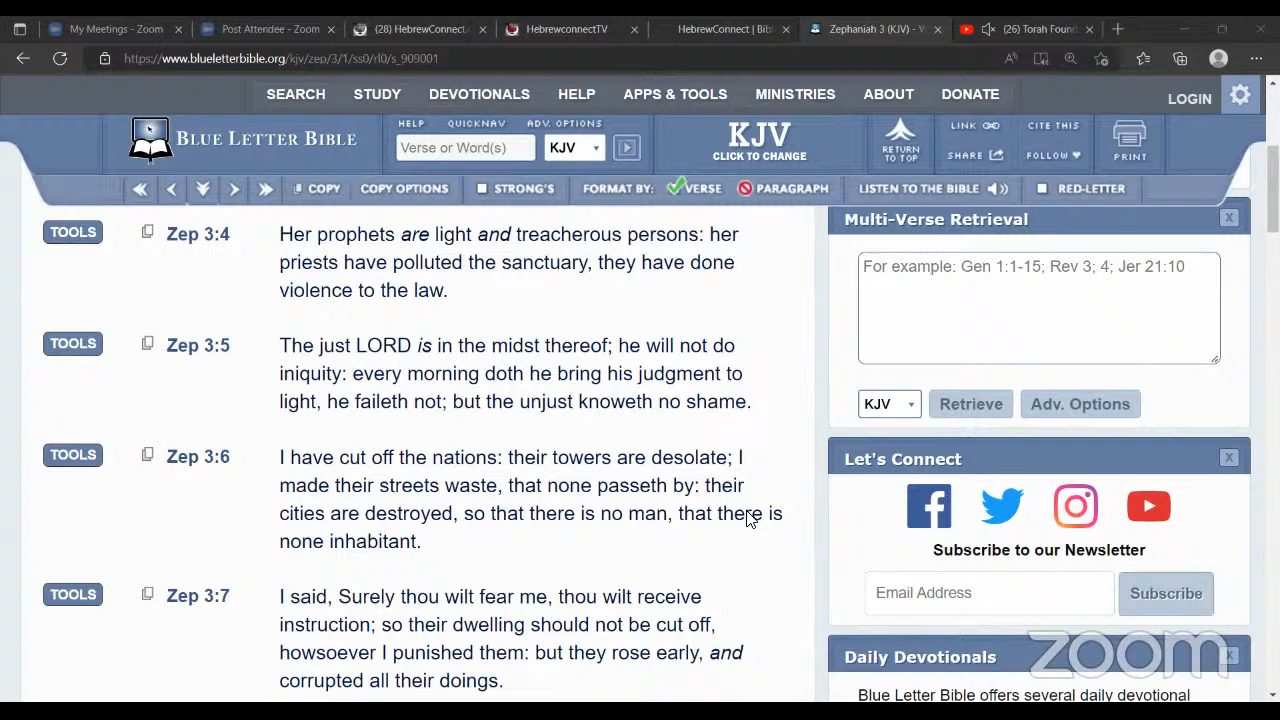 My Meetings - Zoom
Post Attendee - Zoom
(28) HebrewConnect.
HebrewconnectTV
HebrewConnect | Bibl
Zephaniah 3 (KJV) - V
(26) Torah Found
https://www.blueletterbible.org/kjv/zep/3/1/ss0/rl0/s_909001
SEARCH STUDY DEVOTIONALS HELP APPS & TOOLS MINISTRIES ABOUT DONATE LOGIN
BLUE LETTER BIBLE
HELP QUICKNAV ADV. OPTIONS
Verse or Word(s) KJV
KJV
CLICK TO CHANGE
RETURN
TO TOP
LINK CITE THIS
SHARE FOLLOW
PRINT
COPY COPY OPTIONS STRONG'S FORMAT BY: VERSE PARAGRAPH LISTEN TO THE BIBLE RED-LETTER
TOOLS Zep 3:4 Her prophets are light and treacherous persons: her
priests have polluted the sanctuary, they have done
violence to the law.
TOOLS Zep 3:5 The just LORD is in the midst thereof; he will not do
iniquity: every morning doth he bring his judgment to
light, he faileth not; but the unjust knoweth no shame.
TOOLS Zep 3:6 I have cut off the nations: their towers are desolate; I
made their streets waste, that none passeth by: their
cities are destroyed, so that there is no man, that there is
none inhabitant.
TOOLS Zep 3:7 I said, Surely thou wilt fear me, thou wilt receive
instruction; so their dwelling should not be cut off,
howsoever I punished them: but they rose early, and
corrupted all their doings.
Multi-Verse Retrieval
For example: Gen 1:1-15; Rev 3; 4; Jer 21:10
KJV Retrieve Adv. Options
Let's Connect
Subscribe to our Newsletter
Email Address Subscribe
Daily Devotionals
Blue Letter Bible offers several daily devotional
zoom